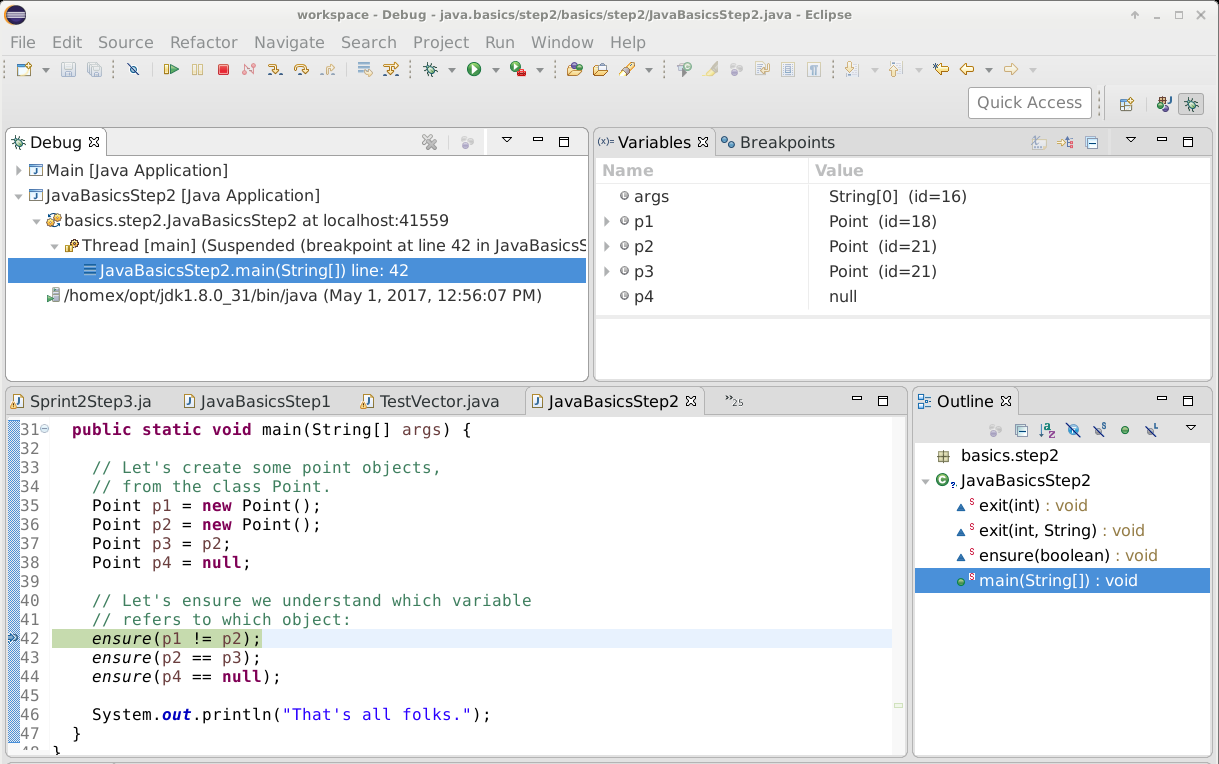 workspace - Debug - java.basics/step2/basics/step2/JavaBasicsStep2.java - Eclipse
File Edit Source Refactor Navigate Search Project Run Window Help
Quick Access
Debug
Main [Java Application]
JavaBasicsStep2 [Java Application]
basics.step2.JavaBasicsStep2 at localhost:41559
Thread [main] (Suspended (breakpoint at line 42 in JavaBasicsS
JavaBasicsStep2.main(String[]) line: 42
/homex/opt/jdk1.8.0_31/bin/java (May 1, 2017, 12:56:07 PM)
(x)= Variables Breakpoints
Name Value
args String[0] (id=16)
p1 Point (id=18)
p2 Point (id=21)
p3 Point (id=21)
p4 null
Sprint2Step3.ja JavaBasicsStep1 TestVector.java JavaBasicsStep2 »25
31 public static void main(String[] args) {
32
33 // Let's create some point objects,
34 // from the class Point.
35 Point p1 = new Point();
36 Point p2 = new Point();
37 Point p3 = p2;
38 Point p4 = null;
39
40 // Let's ensure we understand which variable
41 // refers to which object:
42 ensure(p1 != p2);
43 ensure(p2 == p3);
44 ensure(p4 == null);
45
46 System.out.println("That's all folks.");
47 }
48 }
Outline
basics.step2
JavaBasicsStep2
exit(int) : void
exit(int, String) : void
ensure(boolean) : void
main(String[]) : void